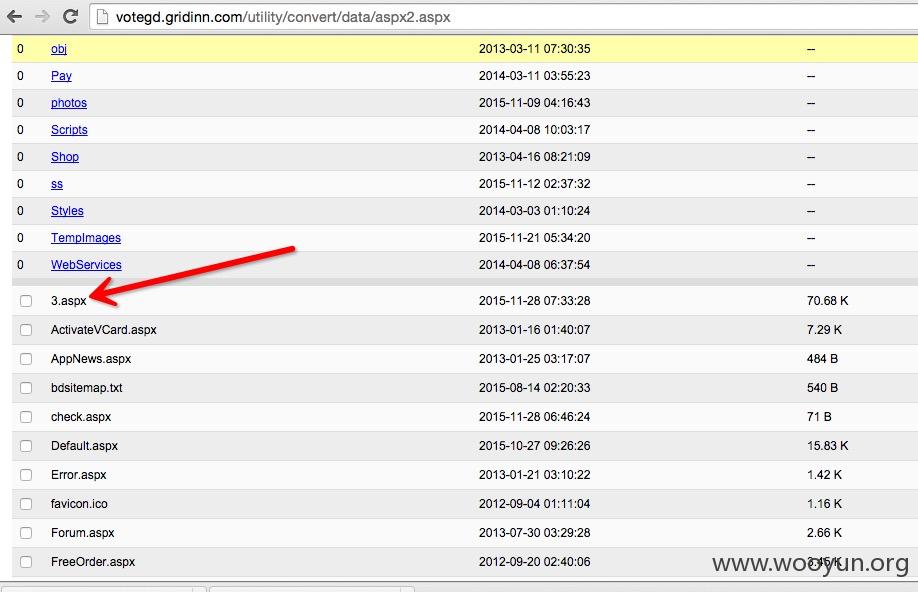 votegd.gridinn.com/utility/convert/data/aspx2.aspx
0 obj 2013-03-11 07:30:35 --
0 Pay 2014-03-11 03:55:23 --
0 photos 2015-11-09 04:16:43 --
0 Scripts 2014-04-08 10:03:17 --
0 Shop 2013-04-16 08:21:09 --
0 ss 2015-11-12 02:37:32 --
0 Styles 2014-03-03 01:10:24 --
0 TempImages 2015-11-21 05:34:20 --
0 WebServices 2014-04-08 06:37:54 --
3.aspx 2015-11-28 07:33:28 70.68 K
ActivateVCard.aspx 2013-01-16 01:40:07 7.29 K
AppNews.aspx 2013-01-25 03:17:07 484 B
bdsitemap.txt 2015-08-14 02:20:33 540 B
check.aspx 2015-11-28 06:46:24 71 B
Default.aspx 2015-10-27 09:26:26 15.83 K
Error.aspx 2013-01-21 03:10:22 1.42 K
favicon.ico 2012-09-04 01:11:04 1.16 K
Forum.aspx 2013-07-30 03:29:28 2.66 K
FreeOrder.aspx 2012-09-20 02:40:06
www.wooyun.org